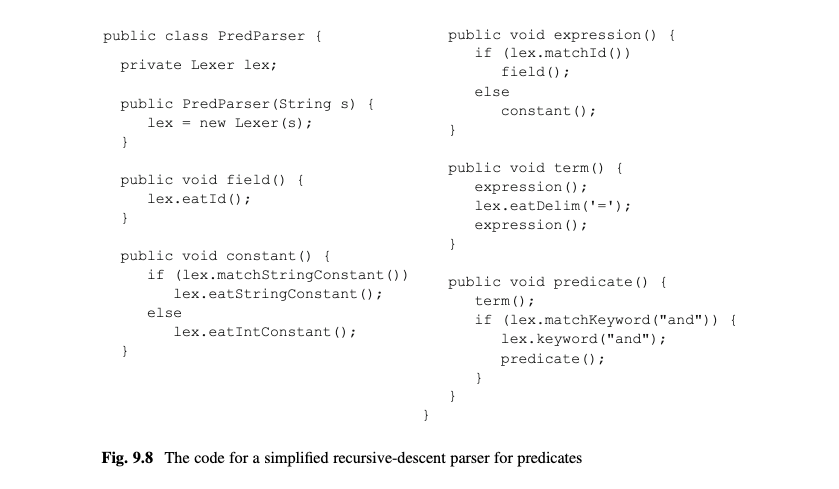 public class PredParser {
private Lexer lex;
public PredParser(String s) {
lex = new Lexer(s);
}
public void field() {
lex.eatId();
}
public void constant() {
if (lex.matchStringConstant())
lex.eatStringConstant();
else
lex.eatIntConstant();
}
public void expression() {
if (lex.matchId())
field();
else
constant();
}
public void term() {
expression();
lex.eatDelim('=');
expression();
}
public void predicate() {
term();
if (lex.matchKeyword("and")) {
lex.keyword("and");
predicate();
}
}
}
Fig. 9.8 The code for a simplified recursive-descent parser for predicates